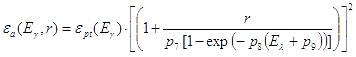 ε_a(E_γ, r) = ε_pt(E_γ) · [(1 + r / (p_7 [1 − exp(−p_8(E_λ + p_9))])]^2